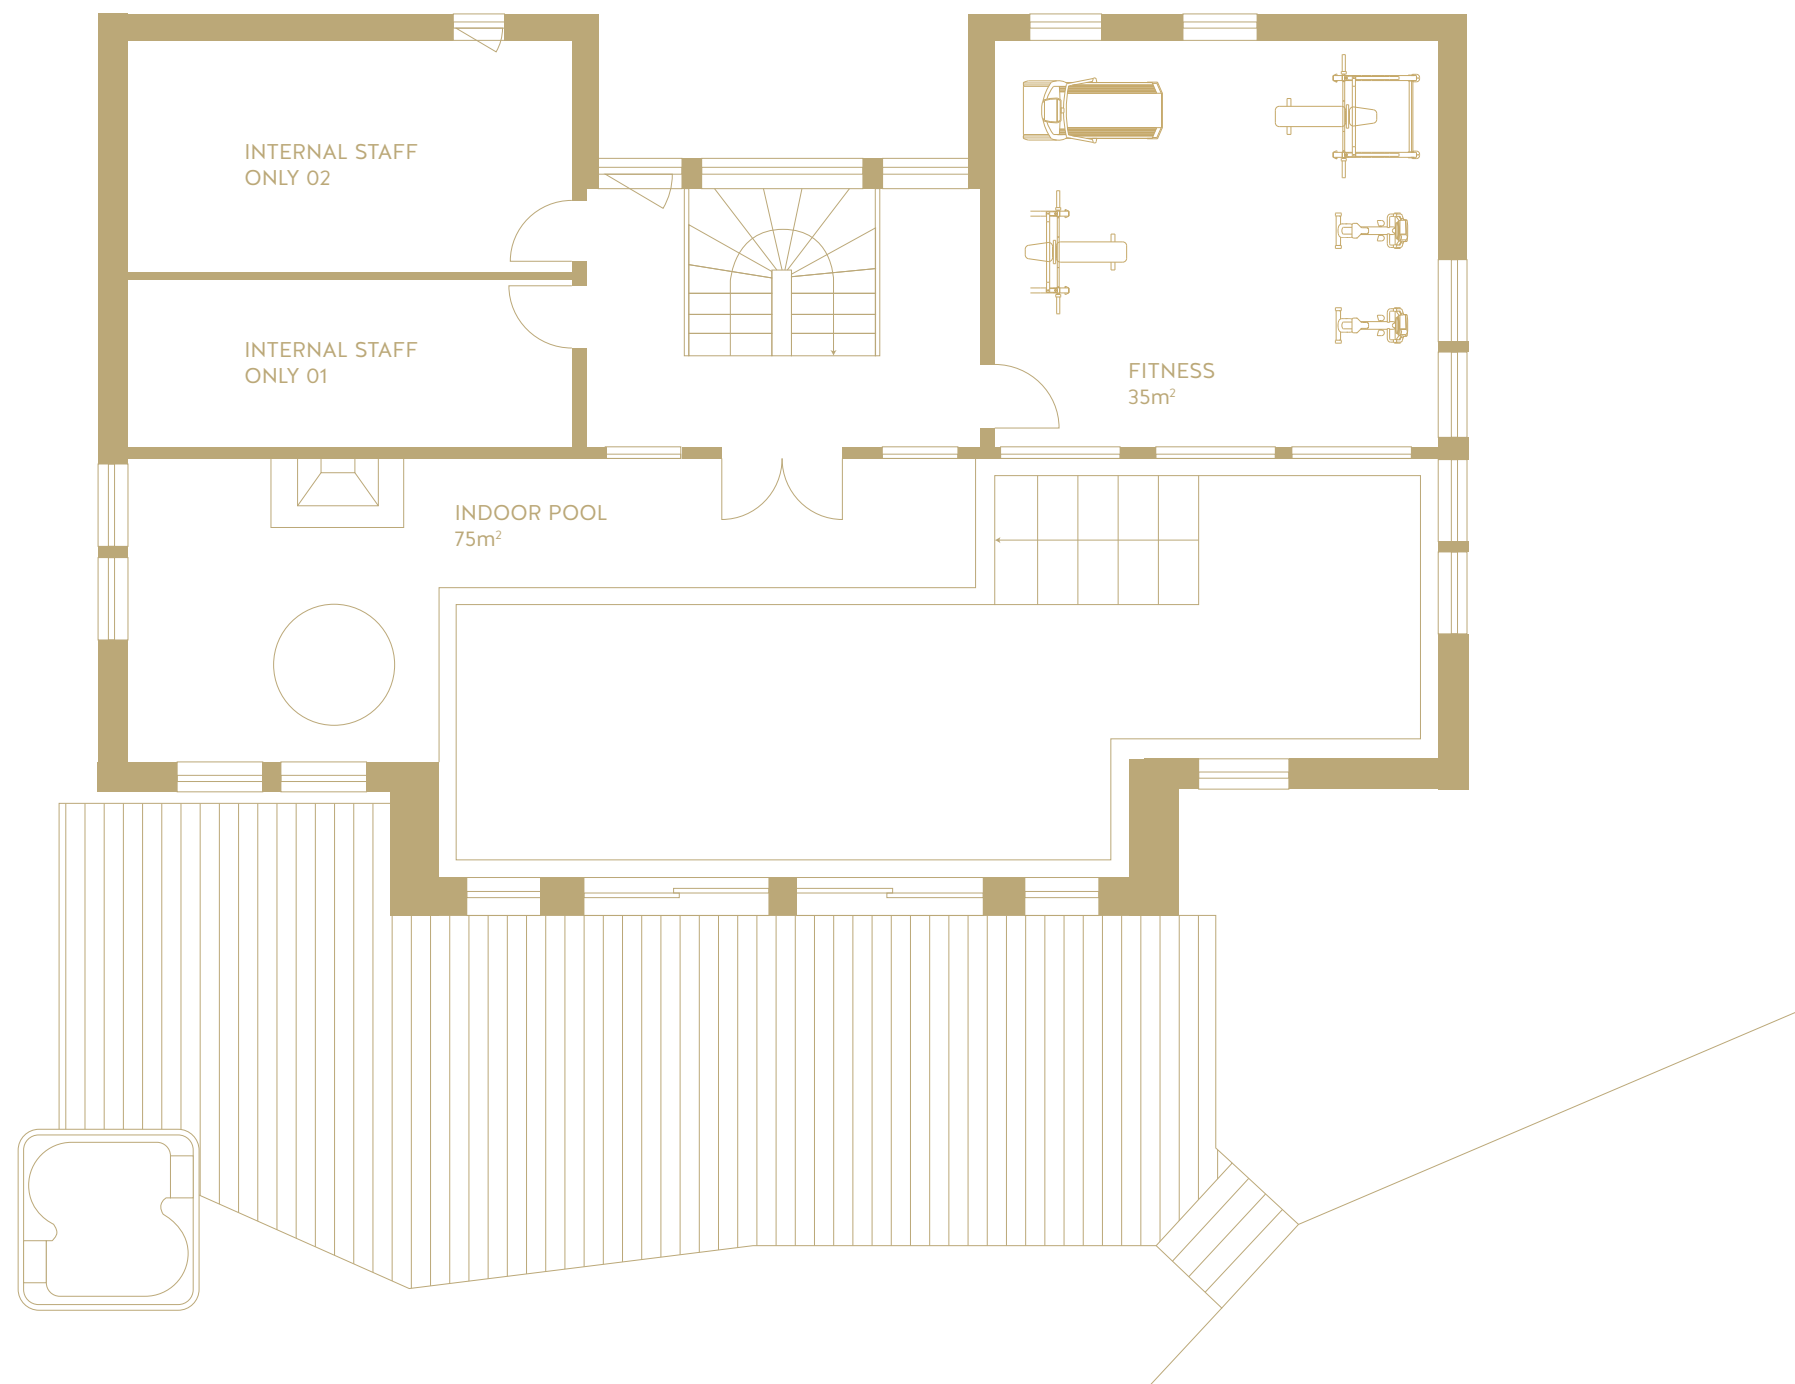 INTERNAL STAFF
ONLY 02
INTERNAL STAFF
ONLY 01
FITNESS
35m²
INDOOR POOL
75m²